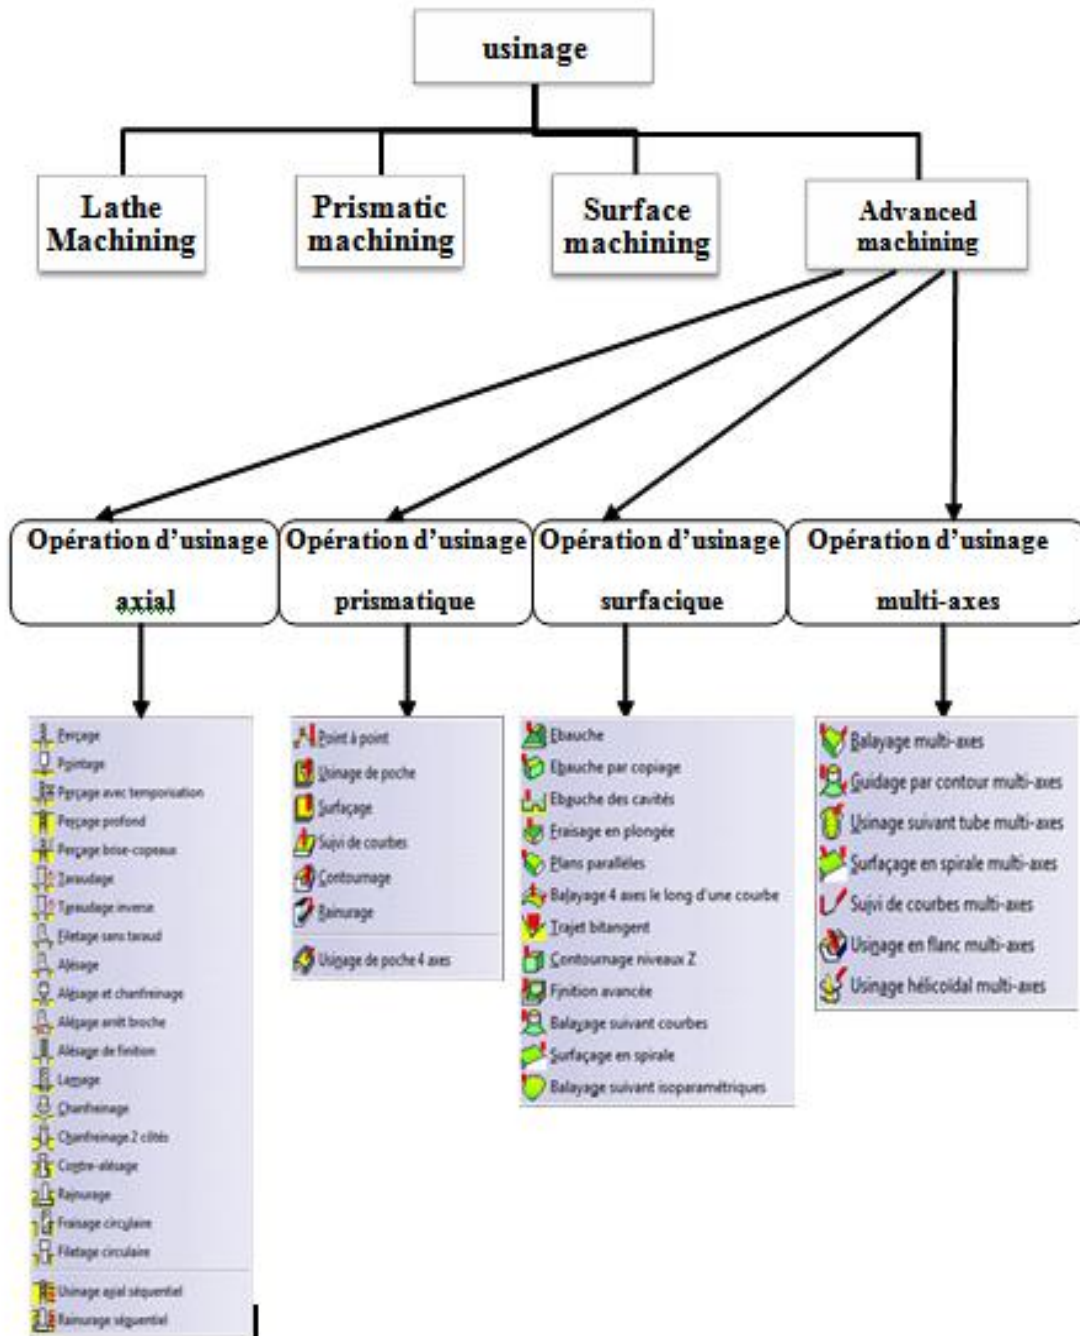 usinage
Lathe
Machining
Prismatic
machining
Surface
machining
Advanced
machining
Opération d'usinage
axial
Opération d'usinage
prismatique
Opération d'usinage
surfacique
Opération d'usinage
multi-axes
Perçage
Pointage
Perçage avec temporisation
Perçage profond
Perçage brise-copeaux
Taraudage
Taraudage inverse
Filetage sans taraud
Alésage
Alésage et chanfreinage
Alésage arrêt broche
Alésage de finition
Lamage
Chanfreinage
Chanfreinage 2 côtés
Contre-alésage
Rainurage
Fraisage circulaire
Filetage circulaire
Usinage axial séquentiel
Rainurage séquentiel
Point à point
Usinage de poche
Surfaçage
Suivi de courbes
Contournage
Rainurage
Usinage de poche 4 axes
Ebauche
Ebauche par copiage
Ebauche des cavités
Fraisage en plongée
Plans parallèles
Balayage 4 axes le long d'une courbe
Trajet bitangent
Contournage niveaux Z
Finition avancée
Balayage suivant courbes
Surfaçage en spirale
Balayage suivant isoparamétriques
Balayage multi-axes
Guidage par contour multi-axes
Usinage suivant tube multi-axes
Surfaçage en spirale multi-axes
Suivi de courbes multi-axes
Usinage en flanc multi-axes
Usinage hélicoïdal multi-axes